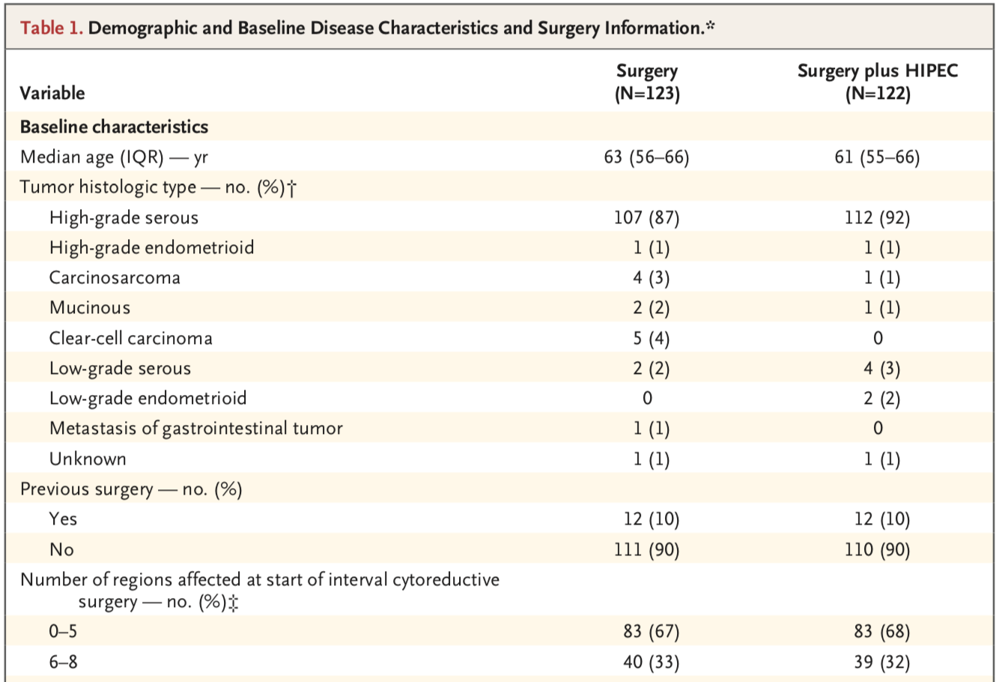 Table 1. Demographic and Baseline Disease Characteristics and Surgery Information.*
Variable Surgery (N=123) Surgery plus HIPEC (N=122)
Baseline characteristics
Median age (IQR) — yr 63 (56–66) 61 (55–66)
Tumor histologic type — no. (%)†
High-grade serous 107 (87) 112 (92)
High-grade endometrioid 1 (1) 1 (1)
Carcinosarcoma 4 (3) 1 (1)
Mucinous 2 (2) 1 (1)
Clear-cell carcinoma 5 (4) 0
Low-grade serous 2 (2) 4 (3)
Low-grade endometrioid 0 2 (2)
Metastasis of gastrointestinal tumor 1 (1) 0
Unknown 1 (1) 1 (1)
Previous surgery — no. (%)
Yes 12 (10) 12 (10)
No 111 (90) 110 (90)
Number of regions affected at start of interval cytoreductive
surgery — no. (%)‡
0–5 83 (67) 83 (68)
6–8 40 (33) 39 (32)